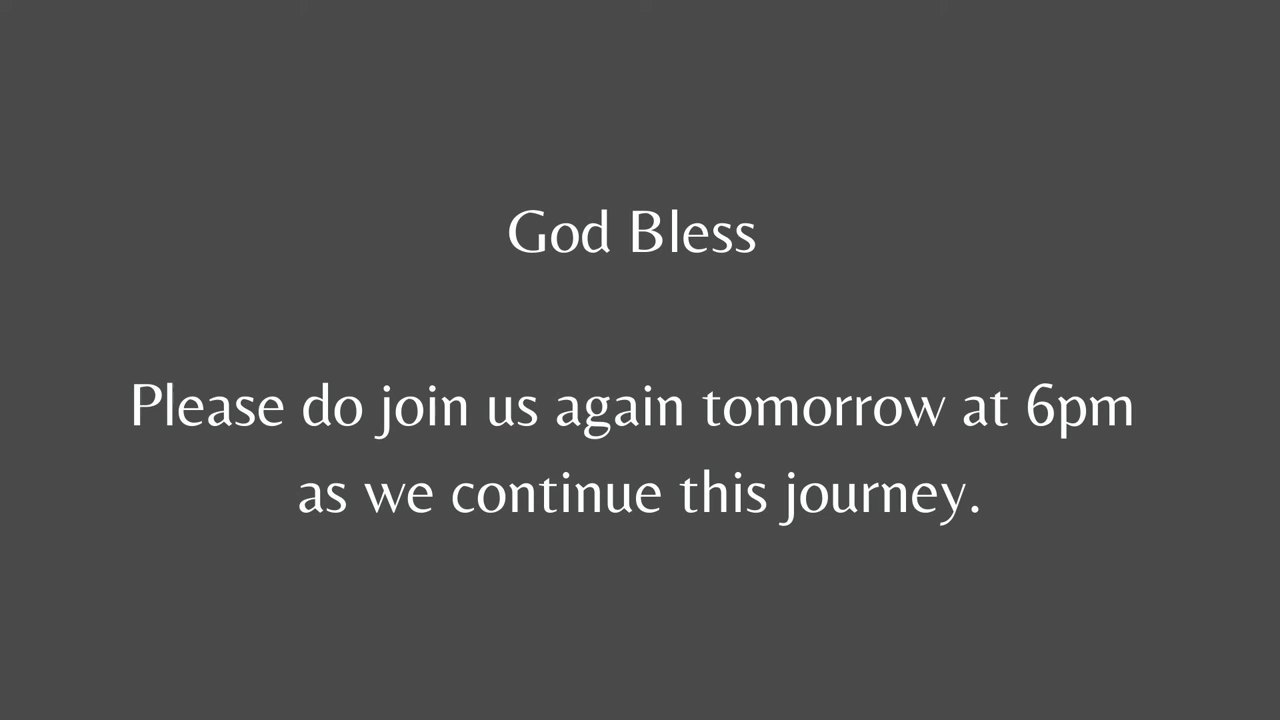 God Bless
Please do join us again tomorrow at 6pm
as we continue this journey.